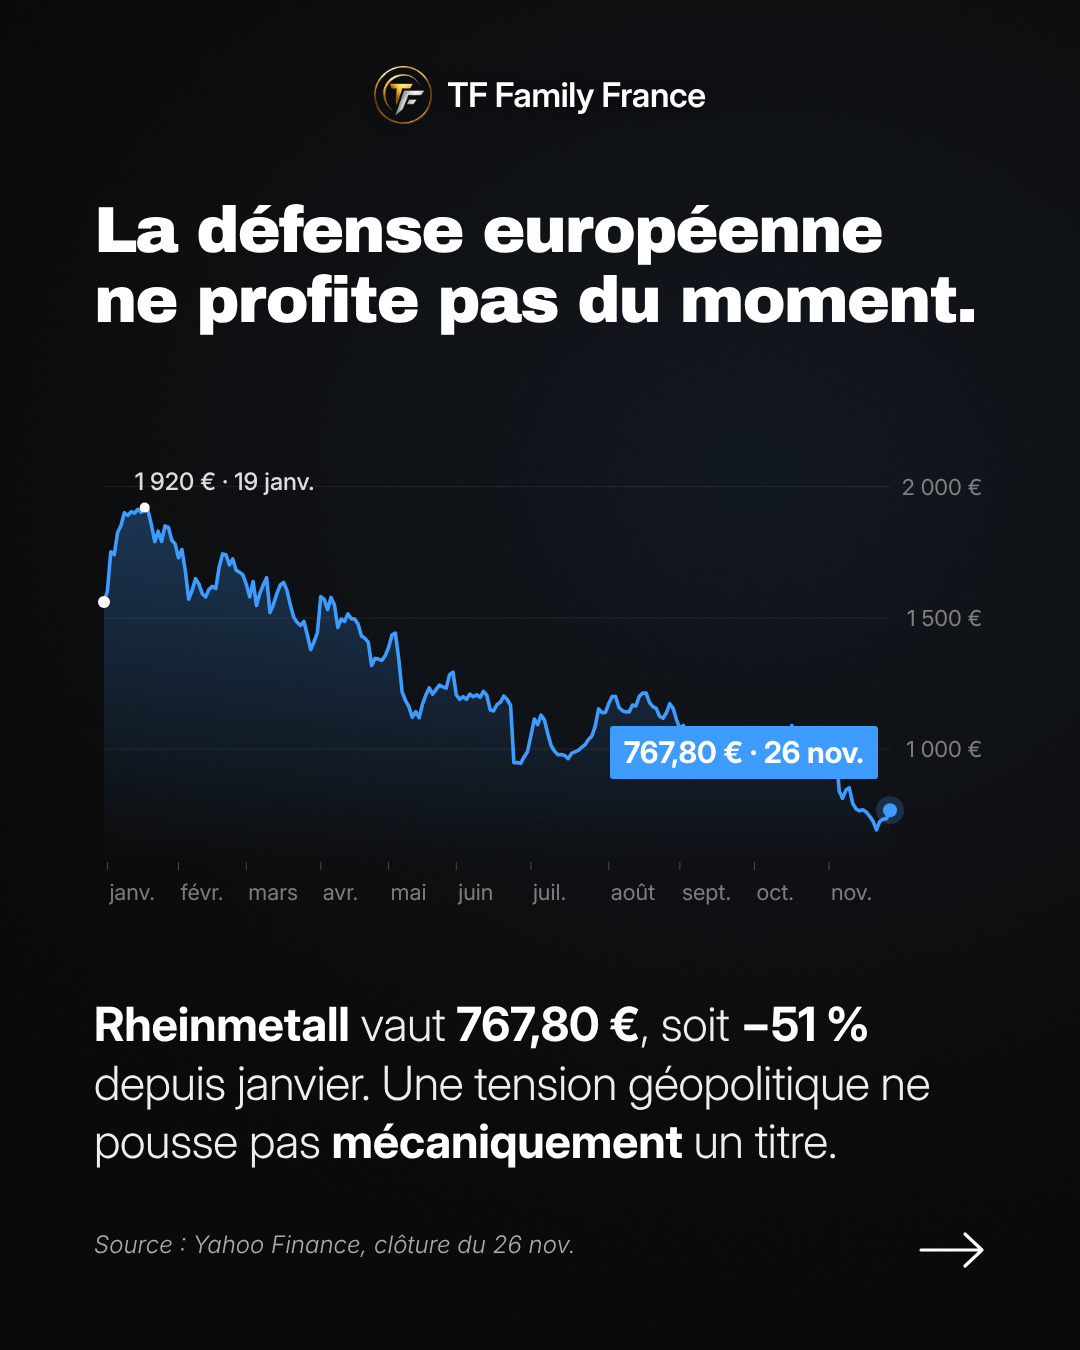 TF Family France
La défense européenne
ne profite pas du moment.
1 920 € · 19 janv.
2 000 €
1 500 €
767,80 € · 26 nov.
1 000 €
janv. févr. mars avr. mai juin juil. août sept. oct. nov.
Rheinmetall vaut 767,80 €, soit −51 %
depuis janvier. Une tension géopolitique ne
pousse pas mécaniquement un titre.
Source : Yahoo Finance, clôture du 26 nov.